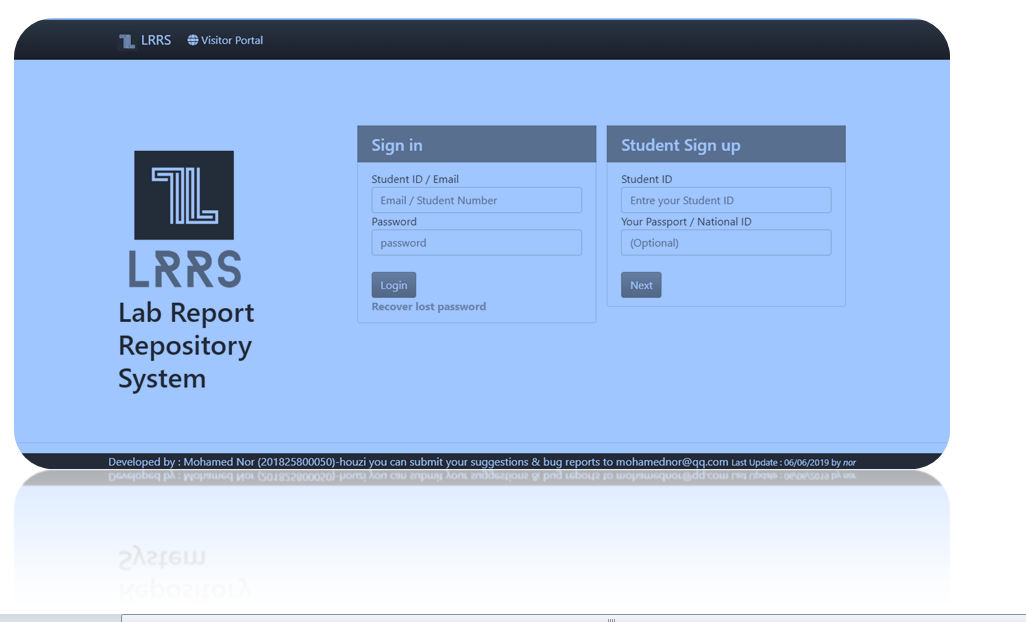 LRRS Visitor Portal
LRRS
Lab Report
Repository
System
Sign in
Student ID / Email
Email / Student Number
Password
password
Login
Recover lost password
Student Sign up
Student ID
Entre your Student ID
Your Passport / National ID
(Optional)
Next
Developed by : Mohamed Nor (201825800050)-houzi you can submit your suggestions & bug reports to mohamednor@qq.com Last Update : 06/06/2019 by nor